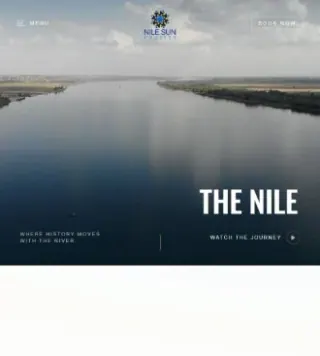 MENU
NILE SUN
BOOK NOW
THE NILE
WHERE HISTORY MOVES
WITH THE RIVER
WATCH THE JOURNEY